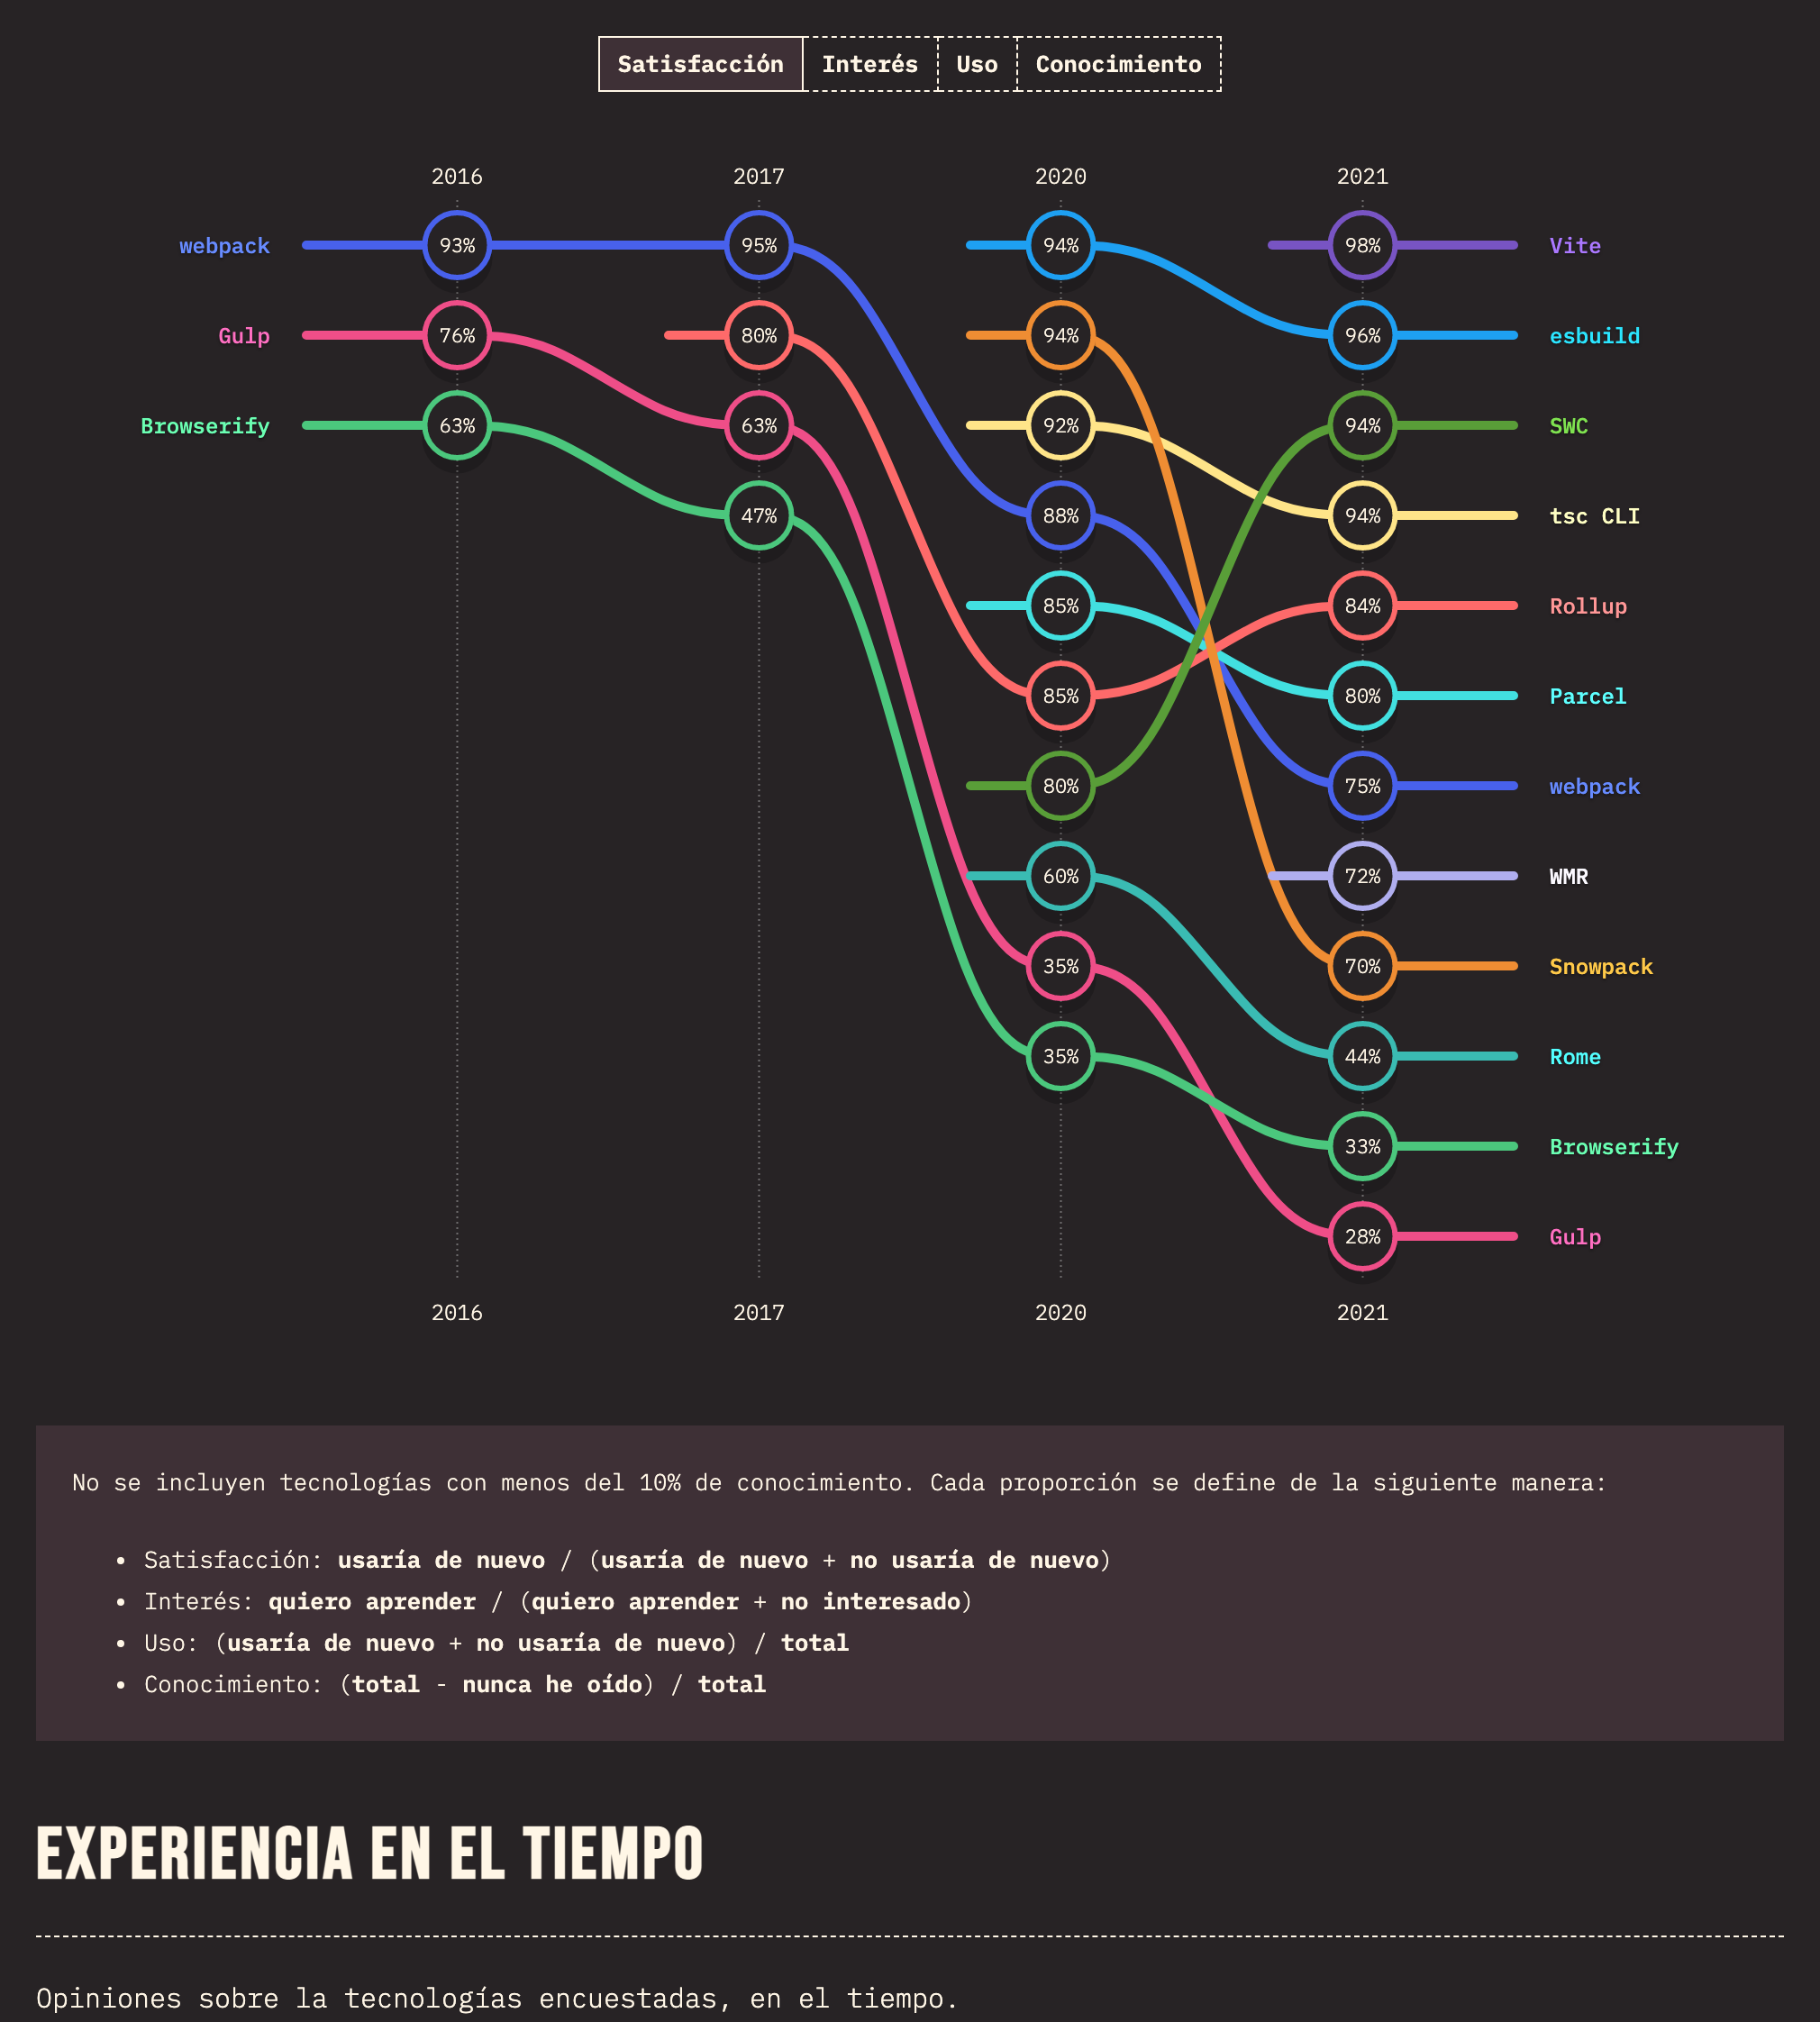 Satisfacción Interés Uso Conocimiento
2016 2017 2020 2021
webpack 93% 95% 94% 98% Vite
Gulp 76% 80% 94% 96% esbuild
Browserify 63% 63% 92% 94% SWC
47% 88% 94% tsc CLI
85% 84% Rollup
85% 80% Parcel
80% 75% webpack
60% 72% WMR
35% 70% Snowpack
35% 44% Rome
33% Browserify
28% Gulp
2016 2017 2020 2021
No se incluyen tecnologías con menos del 10% de conocimiento. Cada proporción se define de la siguiente manera:
• Satisfacción: usaría de nuevo / (usaría de nuevo + no usaría de nuevo)
• Interés: quiero aprender / (quiero aprender + no interesado)
• Uso: (usaría de nuevo + no usaría de nuevo) / total
• Conocimiento: (total - nunca he oído) / total
EXPERIENCIA EN EL TIEMPO
Opiniones sobre la tecnologías encuestadas, en el tiempo.